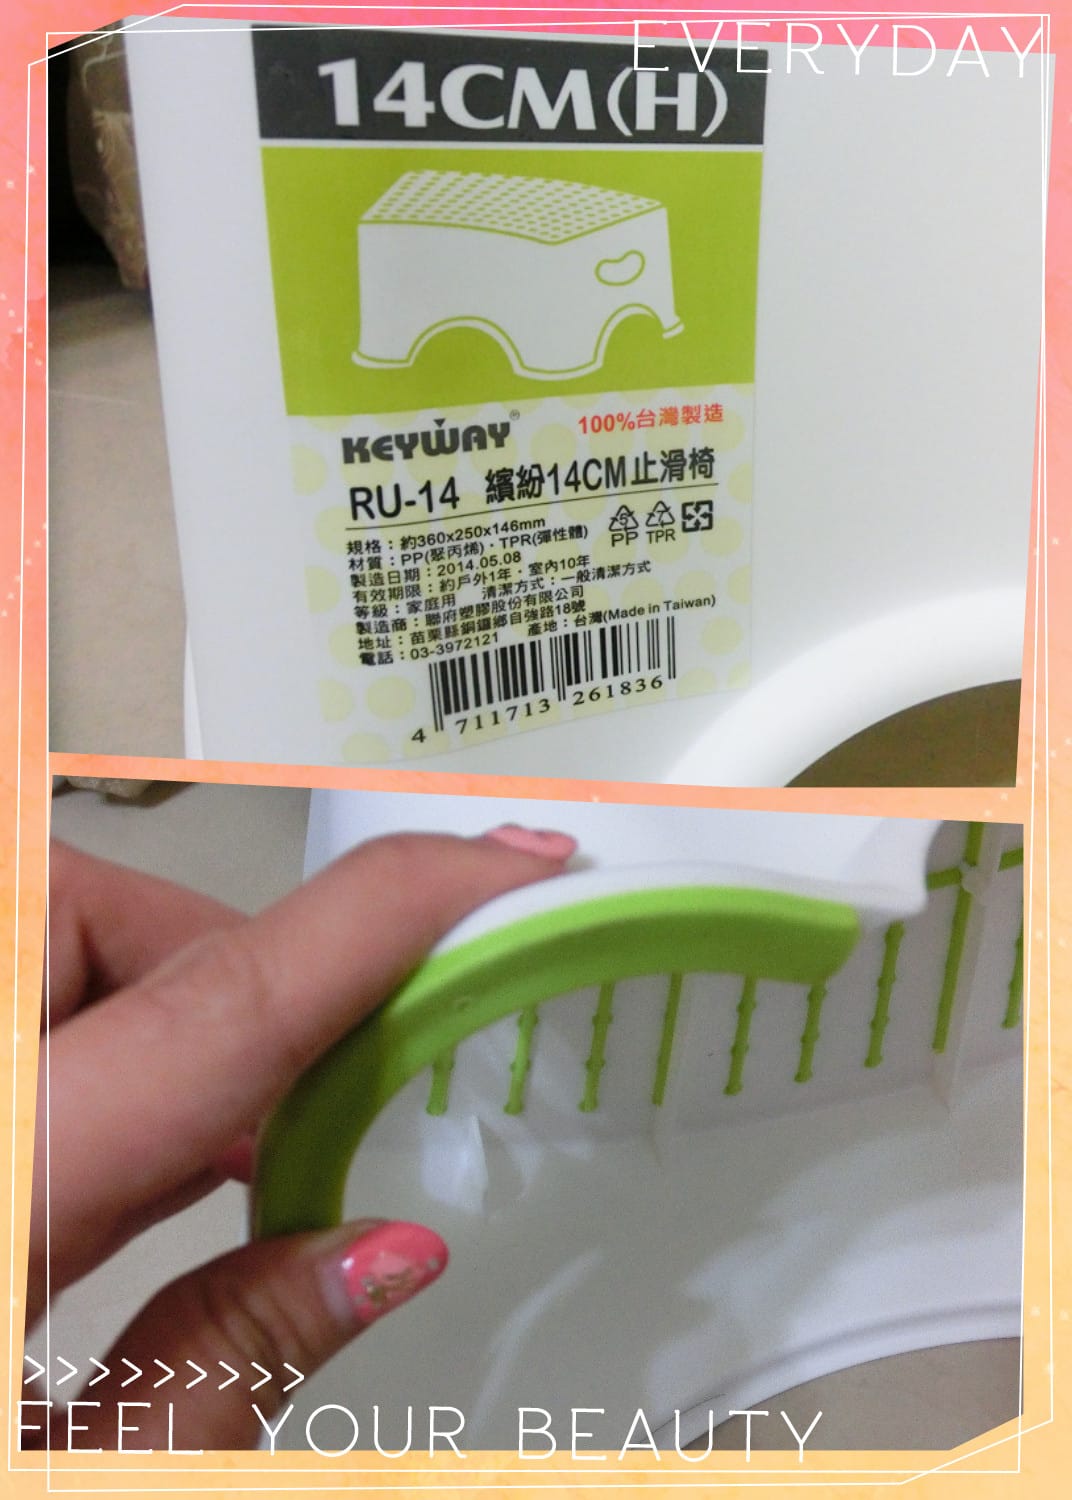 EVERYDAY
14CM(H)
KEYWAY®
100%台灣製造
RU-14 繽紛14CM止滑椅
規格：約360x250x146mm
材質：PP(聚丙烯)·TPR(彈性體)
5 PP 7 TPR
製造日期：2014.05.08
有效期限：約戶外1年·室內10年
等級：家庭用 清潔方式：一般清潔方式
製造商：聯府塑膠股份有限公司
地址：苗栗縣銅鑼鄉自強路18號
電話：03-3972121 產地：台灣(Made in Taiwan)
4 711713 261836
>>>>>>>>>
FEEL YOUR BEAUTY